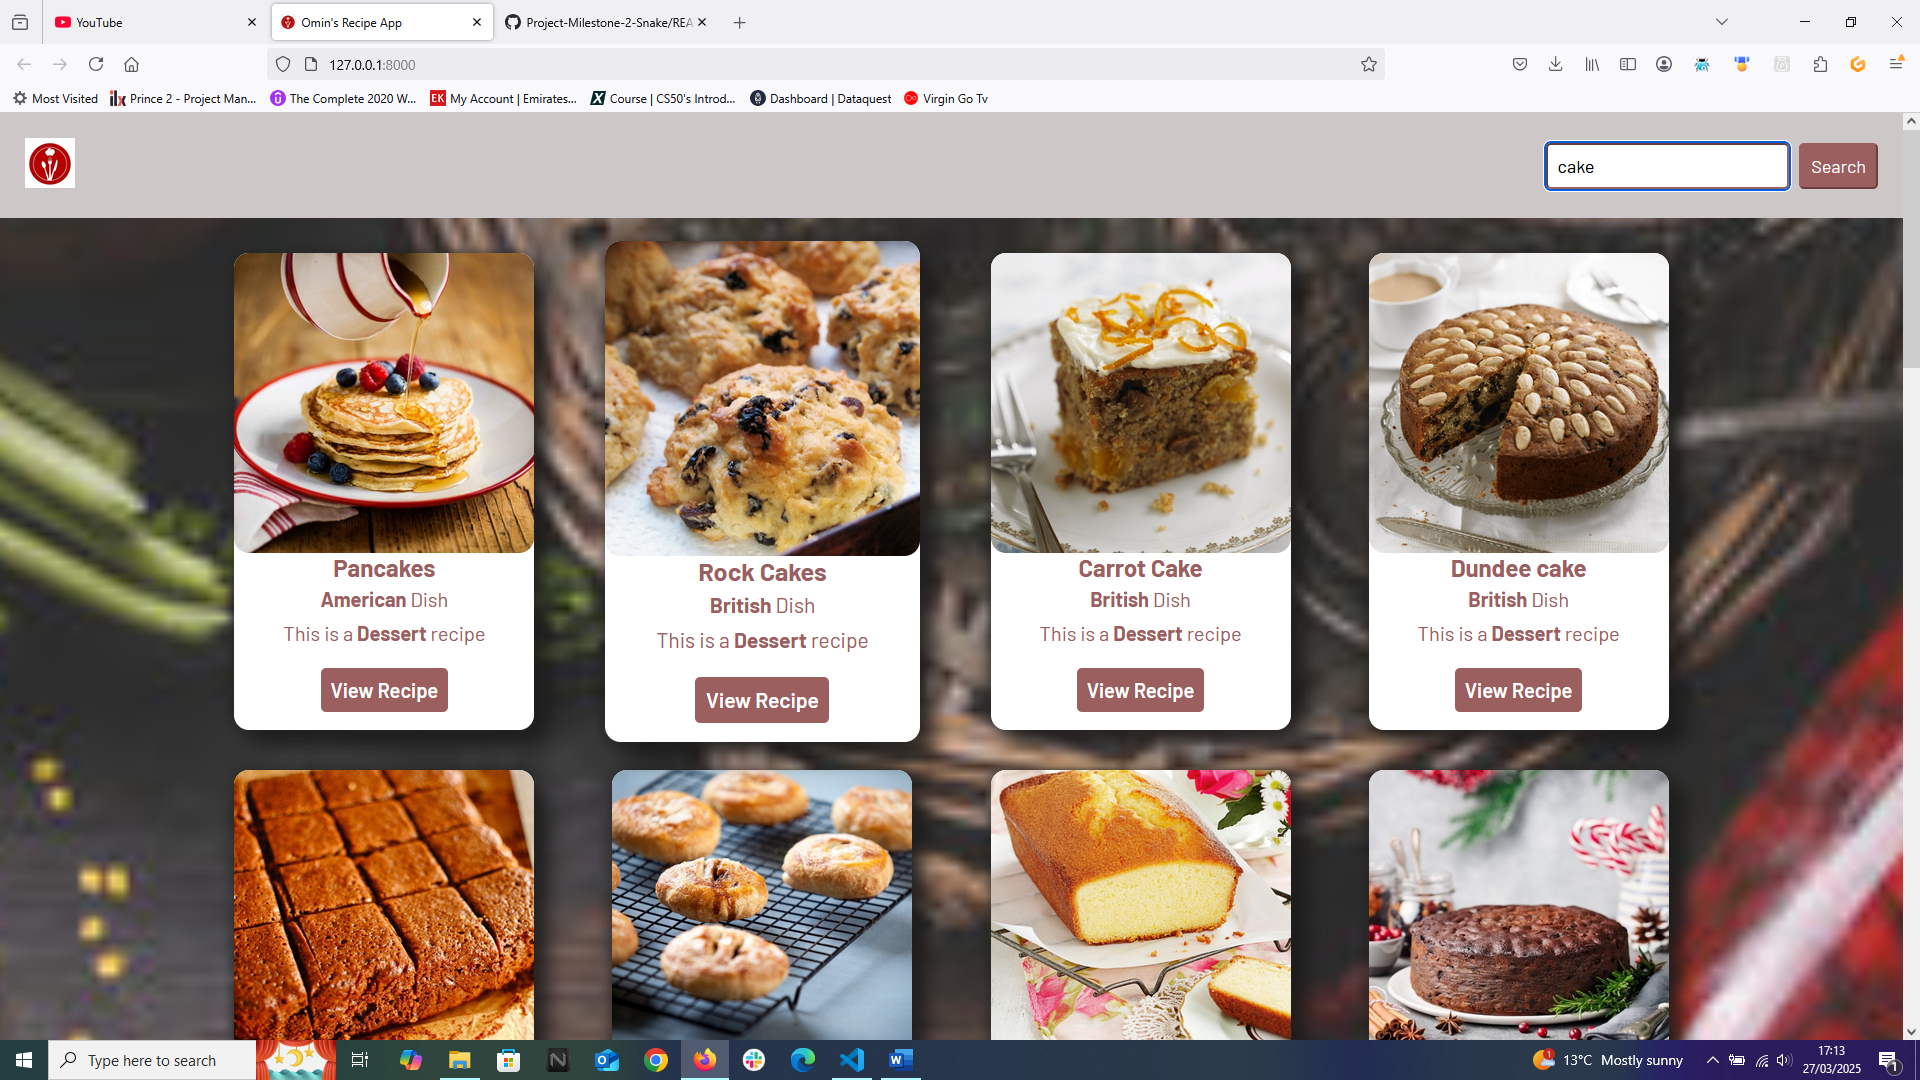 YouTube
Omin's Recipe App
Project-Milestone-2-Snake/REA
127.0.0.1:8000
Most Visited
Prince 2 - Project Man...
The Complete 2020 W...
EK My Account | Emirates...
Course | CS50's Introd...
Dashboard | Dataquest
Virgin Go Tv
cake
Search
Pancakes
American Dish
This is a Dessert recipe
View Recipe
Rock Cakes
British Dish
This is a Dessert recipe
View Recipe
Carrot Cake
British Dish
This is a Dessert recipe
View Recipe
Dundee cake
British Dish
This is a Dessert recipe
View Recipe
Type here to search
13°C Mostly sunny
17:13
27/03/2025
1